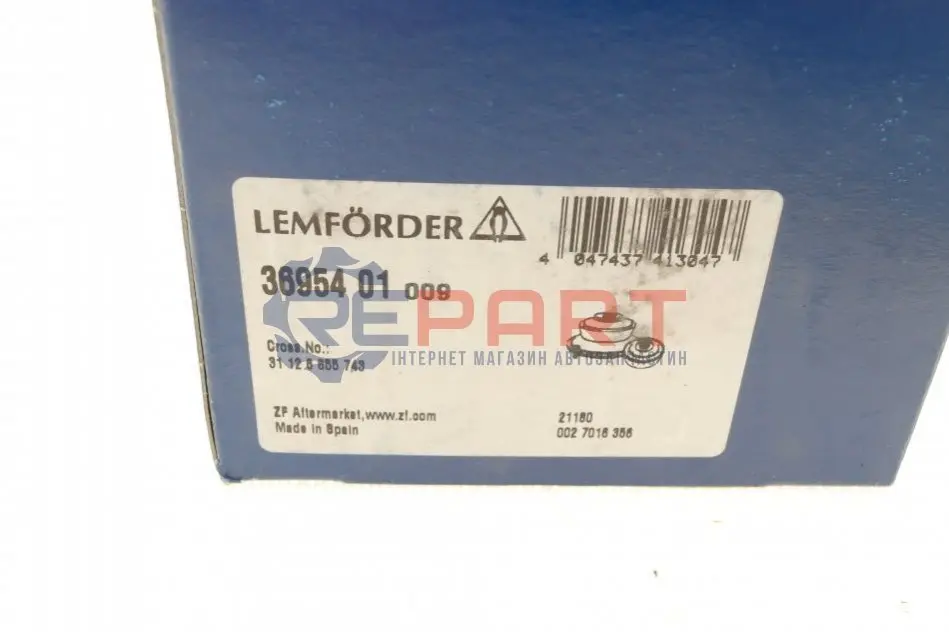 LEMFÖRDER
4 047437 413047
36954 01 009
REPART
ІНТЕРНЕТ МАГАЗИН АВТОЗАПЧАСТИН
Cross.No.:
31 12 6 855 743
ZF Aftermarket,www.zf.com
Made in Spain
21180
002 7016 356